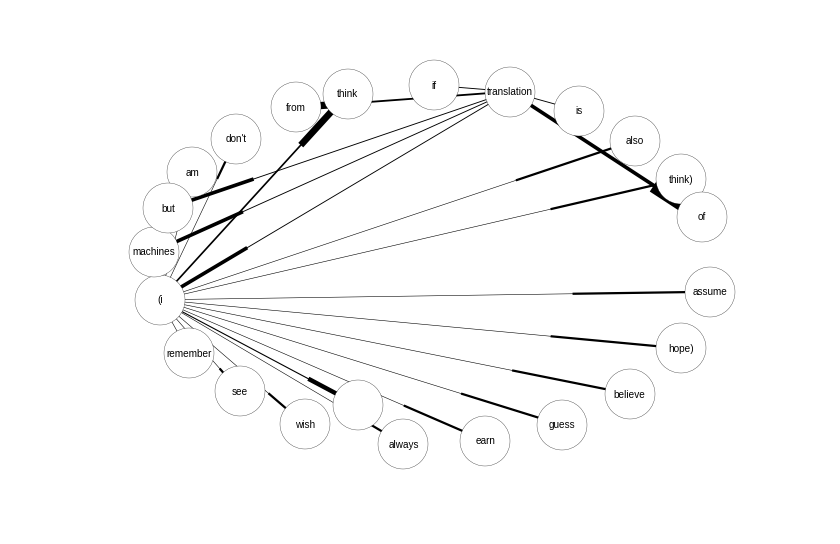 if
translation
think
from
is
don't
also
am
think)
but
of
machines
assume
(i
hope)
remember
see
believe
wish
guess
always
earn